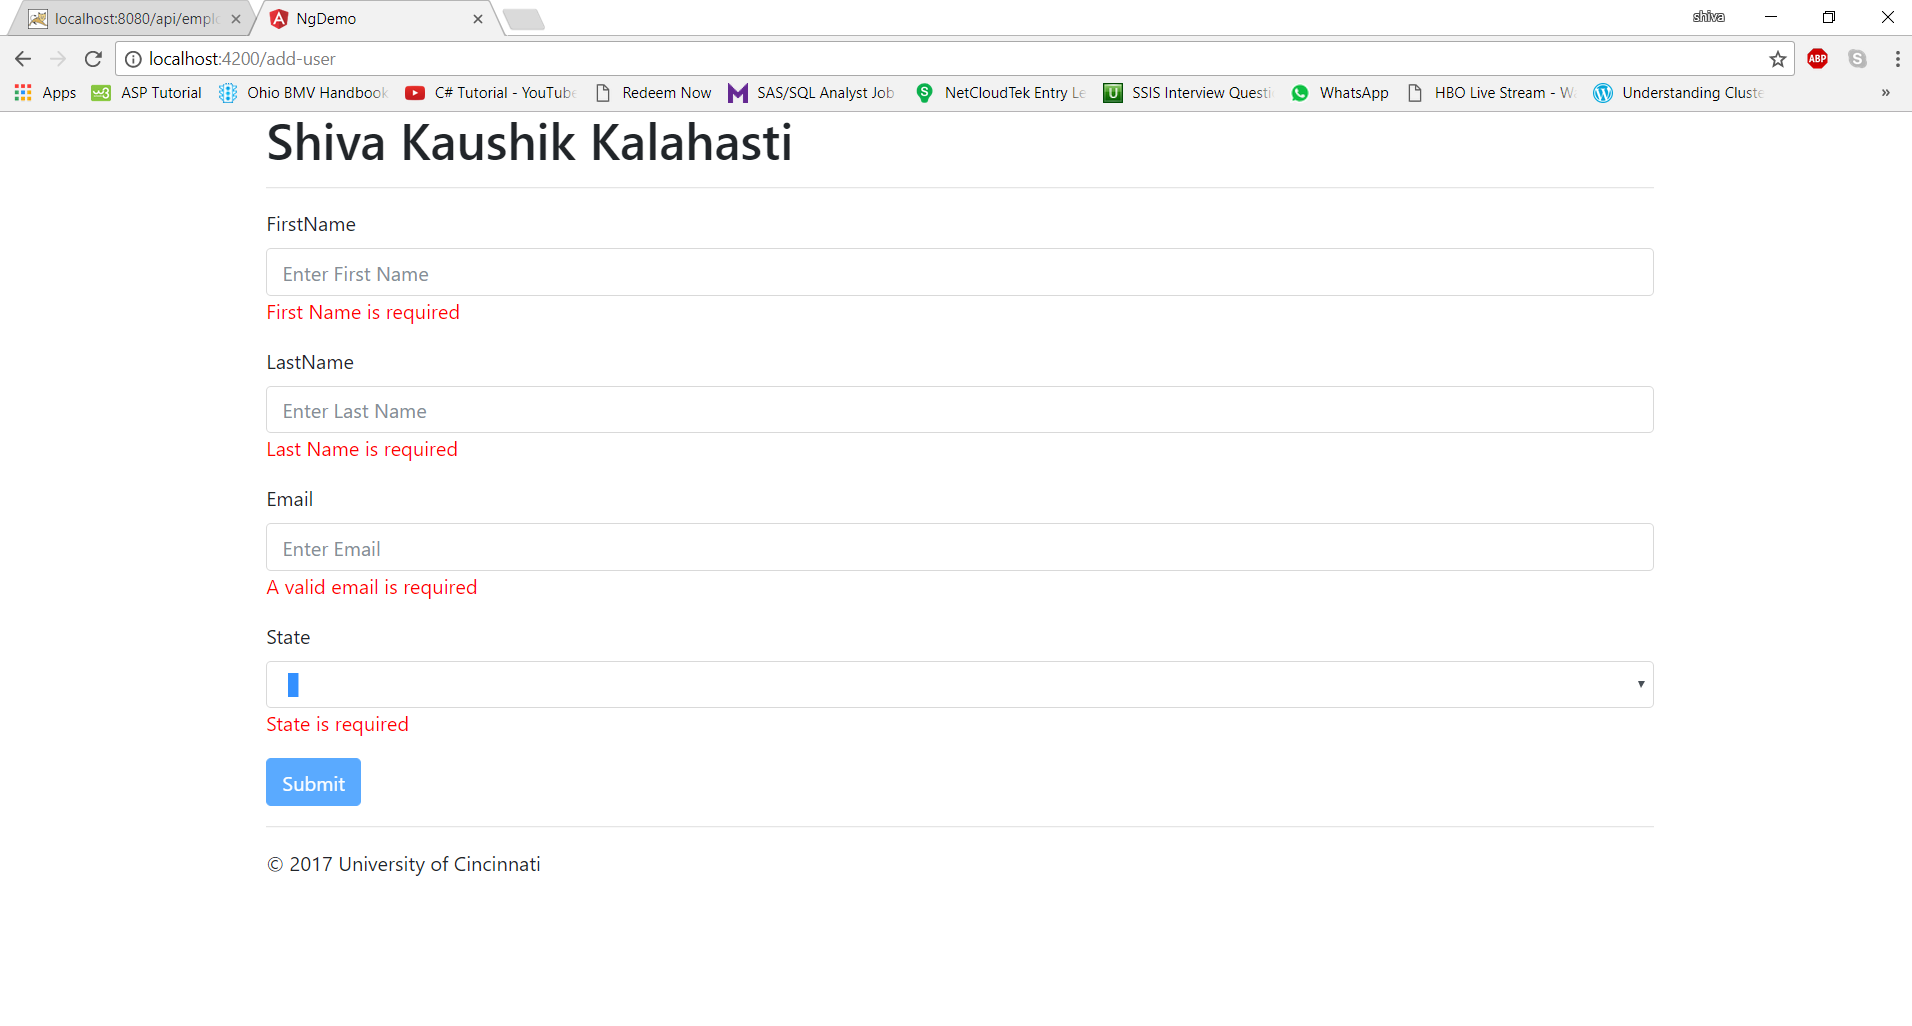 localhost:8080/api/emplo
NgDemo
shiva
localhost:4200/add-user
ABP
Apps
w3
ASP Tutorial
Ohio BMV Handbook
C# Tutorial - YouTube
Redeem Now
SAS/SQL Analyst Job
NetCloudTek Entry Le
SSIS Interview Questi
WhatsApp
HBO Live Stream - Wa
Understanding Cluste
»
Shiva Kaushik Kalahasti
FirstName
Enter First Name
First Name is required
LastName
Enter Last Name
Last Name is required
Email
Enter Email
A valid email is required
State
State is required
Submit
© 2017 University of Cincinnati